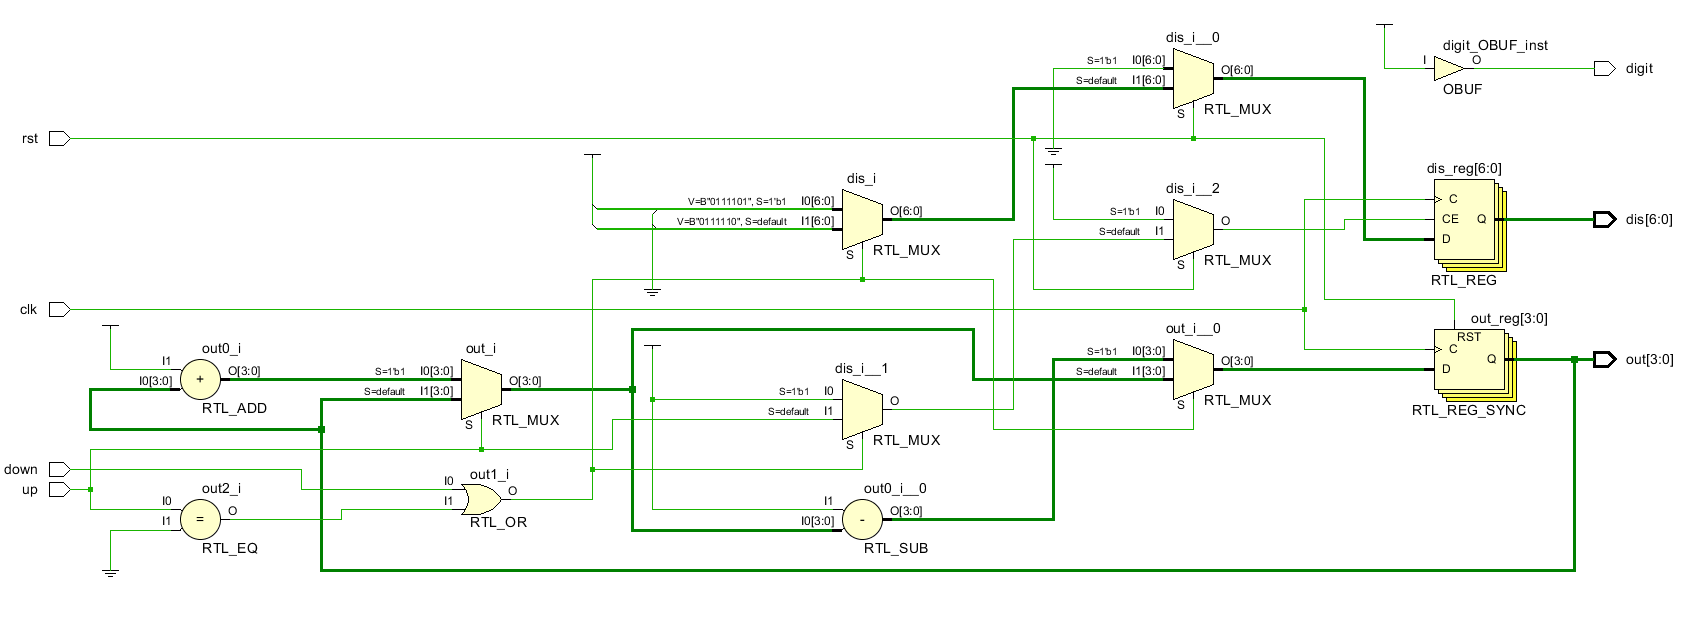 dis_i__0
digit_OBUF_inst
S=1'b1 I0[6:0]
S=default I1[6:0]
O[6:0]
S
RTL_MUX
I
O
OBUF
digit
rst
dis_i
V=B"0111101", S=1'b1 I0[6:0]
V=B"0111110", S=default I1[6:0]
O[6:0]
S
RTL_MUX
dis_i__2
S=1'b1 I0
S=default I1
O
S
RTL_MUX
dis_reg[6:0]
C
CE
Q
D
RTL_REG
dis[6:0]
clk
out0_i
I1
I0[3:0]
+
O[3:0]
RTL_ADD
out_i
S=1'b1 I0[3:0]
S=default I1[3:0]
O[3:0]
S
RTL_MUX
dis_i__1
S=1'b1 I0
S=default I1
O
S
RTL_MUX
out_i__0
S=1'b1 I0[3:0]
S=default I1[3:0]
O[3:0]
S
RTL_MUX
out_reg[3:0]
RST
C
Q
D
RTL_REG_SYNC
out[3:0]
down
up
out2_i
I0
I1
=
O
RTL_EQ
out1_i
I0
I1
O
RTL_OR
out0_i__0
I1
I0[3:0]
-
O[3:0]
RTL_SUB